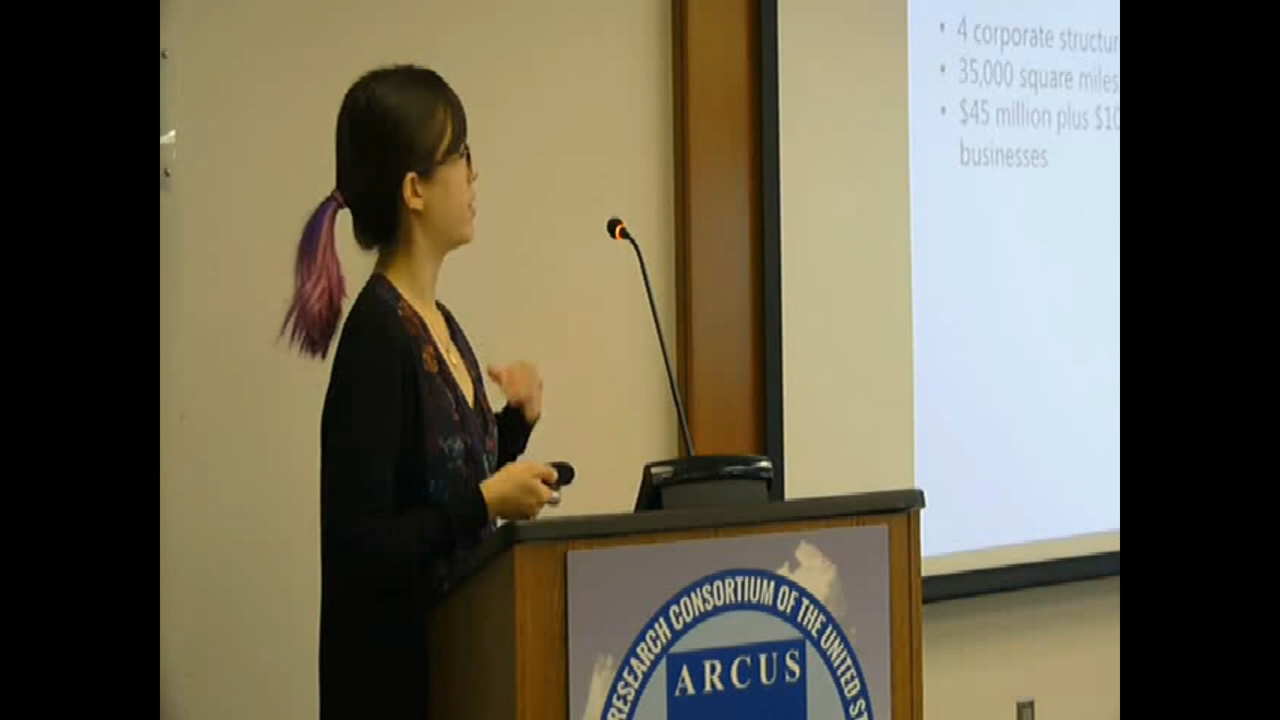 • 4 corporate structur
• 35,000 square miles
• $45 million plus $10
businesses
RESEARCH CONSORTIUM OF THE UNITED ST
ARCUS